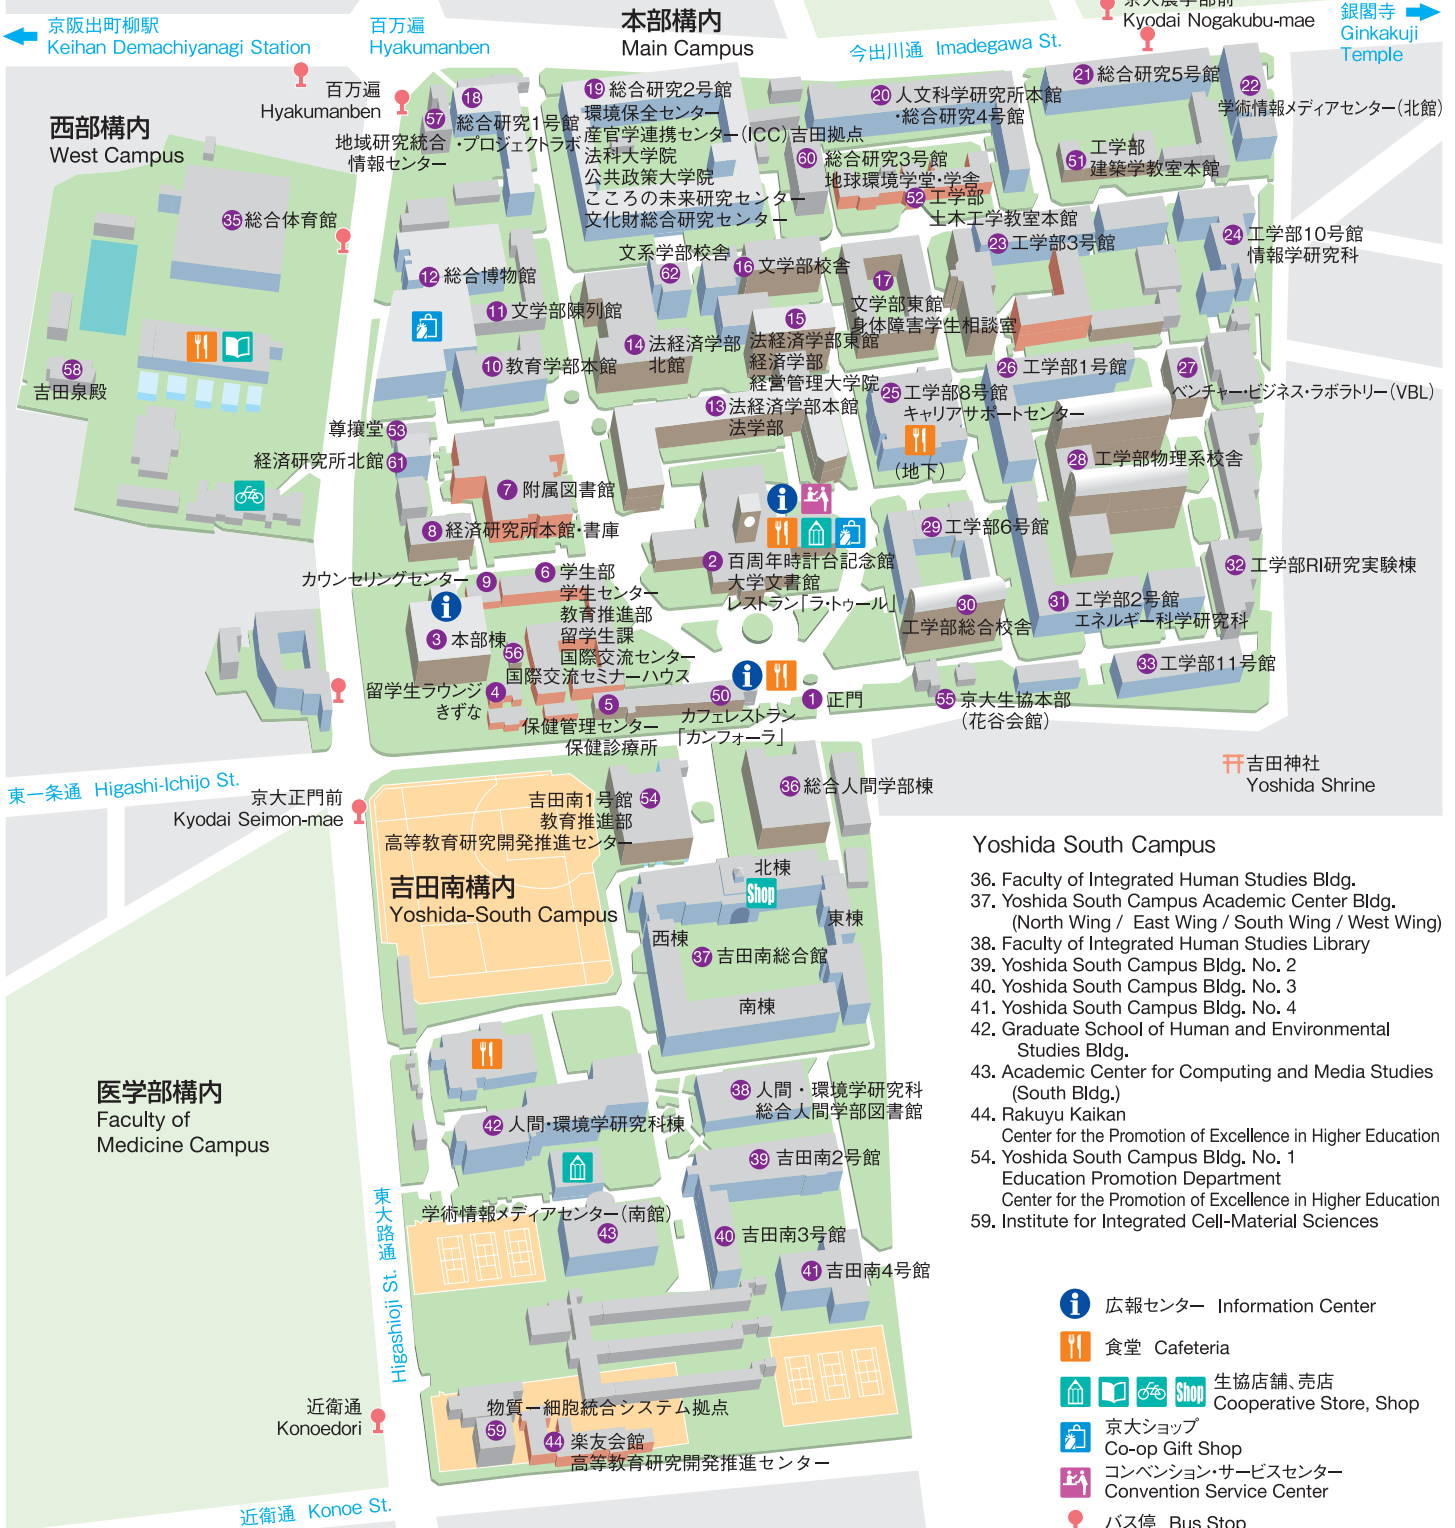 京阪出町柳駅
Keihan Demachiyanagi Station
百万遍
Hyakumanben
本部構内
Main Campus
京大農学部前
Kyodai Nogakubu-mae
銀閣寺
Ginkakuji
Temple
今出川通 Imadegawa St.
百万遍
Hyakumanben
西部構内
West Campus
18 総合研究1号館
・プロジェクトラボ
57
地域研究統合
情報センター
19 総合研究2号館
環境保全センター
産官学連携センター(ICC)吉田拠点
法科大学院
公共政策大学院
こころの未来研究センター
文化財総合研究センター
20 人文科学研究所本館
・総合研究4号館
21 総合研究5号館
22
学術情報メディアセンター(北館)
60 総合研究3号館
地球環境学堂・学舎
51 工学部
建築学教室本館
52 工学部
土木工学教室本館
35 総合体育館
12 総合博物館
11 文学部陳列館
10 教育学部本館
文系学部校舎
62
16 文学部校舎
17
文学部東館
身体障害学生相談室
23 工学部3号館
24 工学部10号館
情報学研究科
14 法経済学部
北館
15
法経済学部東館
経済学部
経営管理大学院
13 法経済学部本館
法学部
25 工学部8号館
キャリアサポートセンター
(地下)
26 工学部1号館
27
ベンチャー・ビジネス・ラボラトリー(VBL)
58
吉田泉殿
尊攘堂 53
経済研究所北館 61
7 附属図書館
8 経済研究所本館・書庫
28 工学部物理系校舎
29 工学部6号館
カウンセリングセンター
9
6 学生部
学生センター
教育推進部
留学生課
国際交流センター
2 百周年時計台記念館
大学文書館
レストラン「ラ・トゥール」
30
工学部総合校舎
31 工学部2号館
エネルギー科学研究科
32 工学部RI研究実験棟
33 工学部11号館
3 本部棟
56
国際交流セミナーハウス
留学生ラウンジ 4
きずな
5
保健管理センター
保健診療所
50
カフェレストラン
「カンフォーラ」
1 正門
55 京大生協本部
(花谷会館)
吉田神社
Yoshida Shrine
東一条通 Higashi-Ichijo St.
京大正門前
Kyodai Seimon-mae
吉田南1号館 54
教育推進部
高等教育研究開発推進センター
36 総合人間学部棟
吉田南構内
Yoshida-South Campus
北棟
Shop
西棟
東棟
37 吉田南総合館
南棟
Yoshida South Campus
36. Faculty of Integrated Human Studies Bldg.
37. Yoshida South Campus Academic Center Bldg.
(North Wing / East Wing / South Wing / West Wing)
38. Faculty of Integrated Human Studies Library
39. Yoshida South Campus Bldg. No. 2
40. Yoshida South Campus Bldg. No. 3
41. Yoshida South Campus Bldg. No. 4
42. Graduate School of Human and Environmental
Studies Bldg.
43. Academic Center for Computing and Media Studies
(South Bldg.)
44. Rakuyu Kaikan
Center for the Promotion of Excellence in Higher Education
54. Yoshida South Campus Bldg. No. 1
Education Promotion Department
Center for the Promotion of Excellence in Higher Education
59. Institute for Integrated Cell-Material Sciences
医学部構内
Faculty of
Medicine Campus
38 人間・環境学研究科
総合人間学部図書館
42 人間・環境学研究科棟
39 吉田南2号館
学術情報メディアセンター(南館)
43
40 吉田南3号館
41 吉田南4号館
東大路通 Higashioji St.
近衛通
Konoedori
物質ー細胞統合システム拠点
59
44 楽友会館
高等教育研究開発推進センター
近衛通 Konoe St.
広報センター Information Center
食堂 Cafeteria
Shop 生協店舗、売店
Cooperative Store, Shop
京大ショップ
Co-op Gift Shop
コンベンション・サービスセンター
Convention Service Center
バス停 Bus Stop